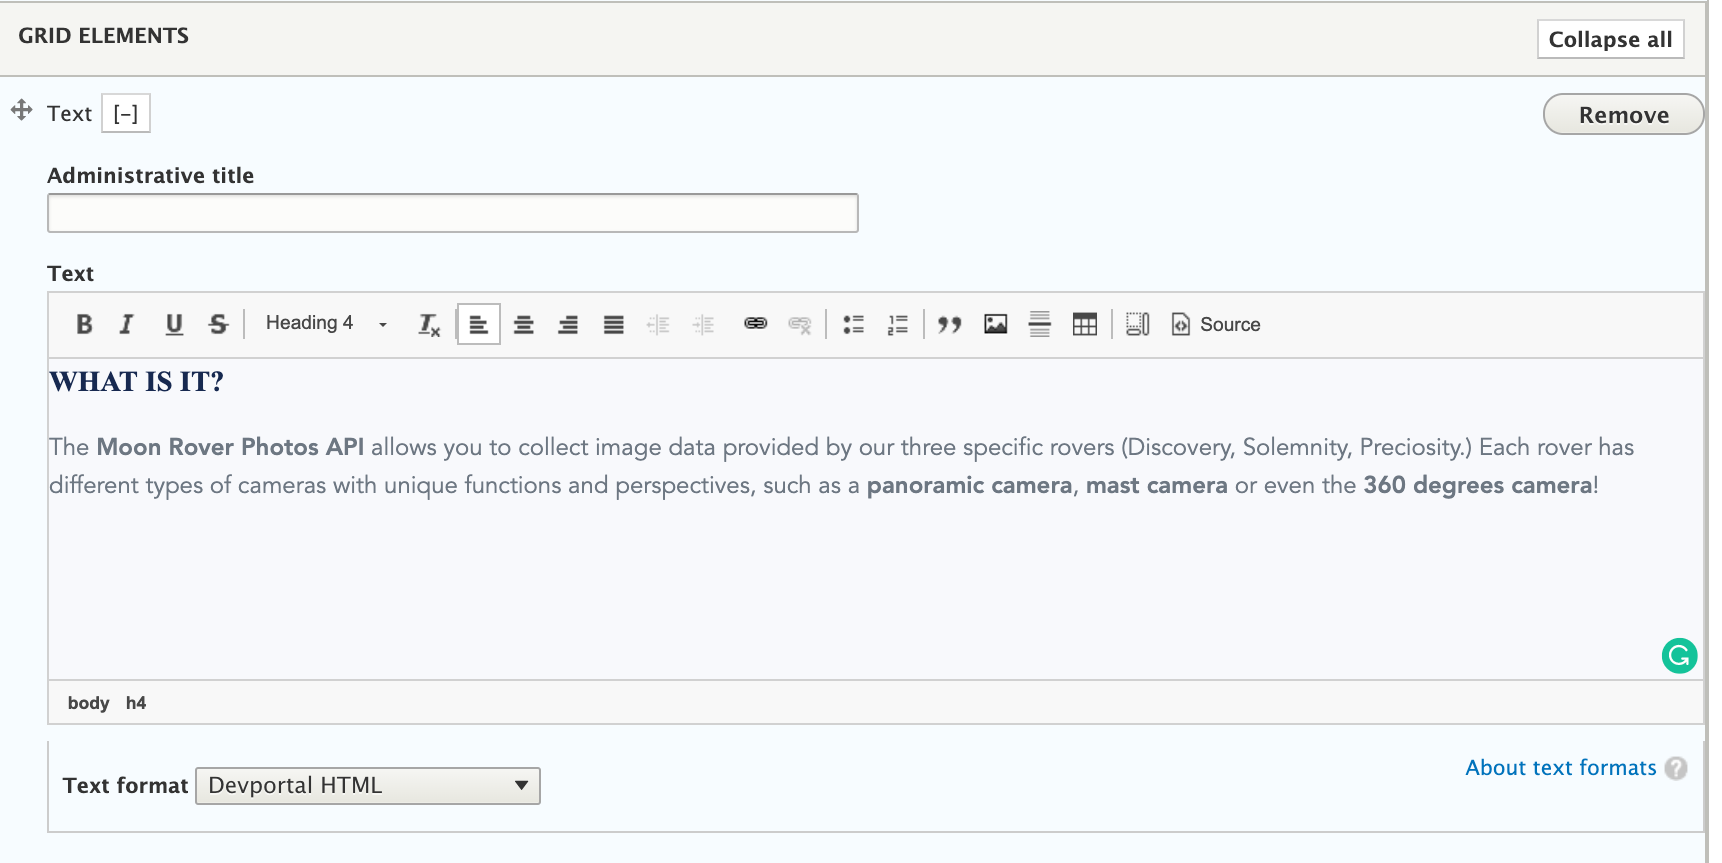 GRID ELEMENTS
Collapse all
Text [–]
Remove
Administrative title
Text
B I U S Heading 4 Tx Source
WHAT IS IT?
The Moon Rover Photos API allows you to collect image data provided by our three specific rovers (Discovery, Solemnity, Preciosity.) Each rover has
different types of cameras with unique functions and perspectives, such as a panoramic camera, mast camera or even the 360 degrees camera!
body h4
About text formats ?
Text format Devportal HTML